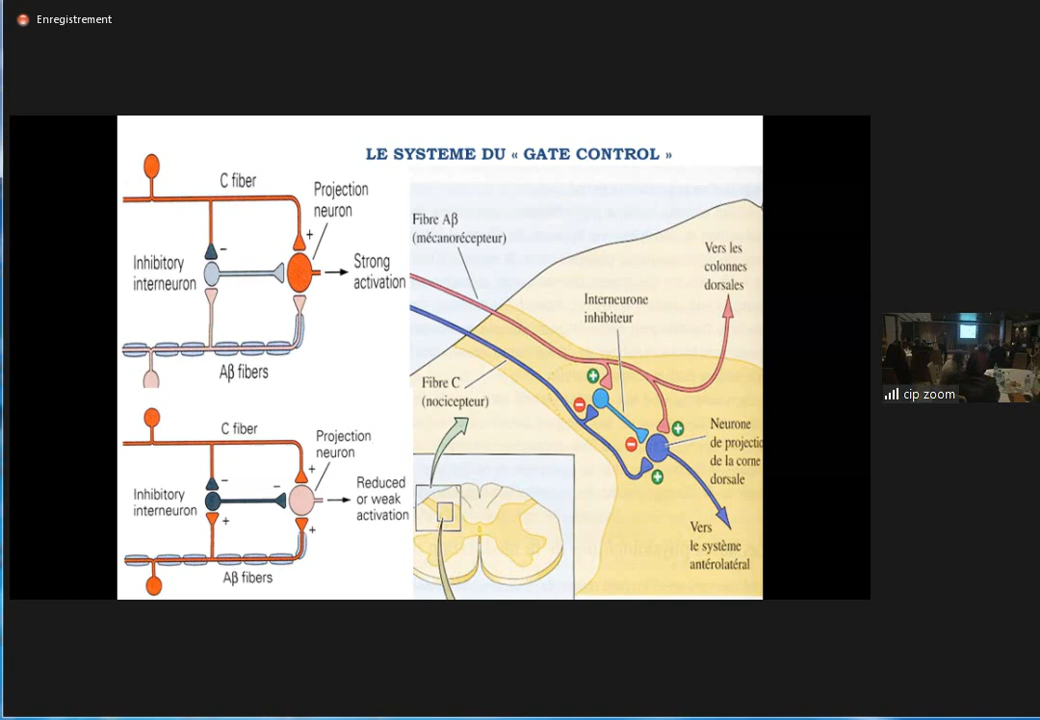 Enregistrement
LE SYSTEME DU « GATE CONTROL »
C fiber
Projection
neuron
+
−
Inhibitory
interneuron
Strong
activation
Aβ fibers
C fiber
Projection
neuron
+
−
−
Inhibitory
interneuron
Reduced
or weak
activation
+
+
Aβ fibers
Fibre Aβ
(mécanorécepteur)
Vers les
colonnes
dorsales
Interneurone
inhibiteur
Fibre C
(nocicepteur)
+
−
+
−
+
Neurone
de projectio
de la corne
dorsale
Vers
le système
antérolatéral
cip zoom